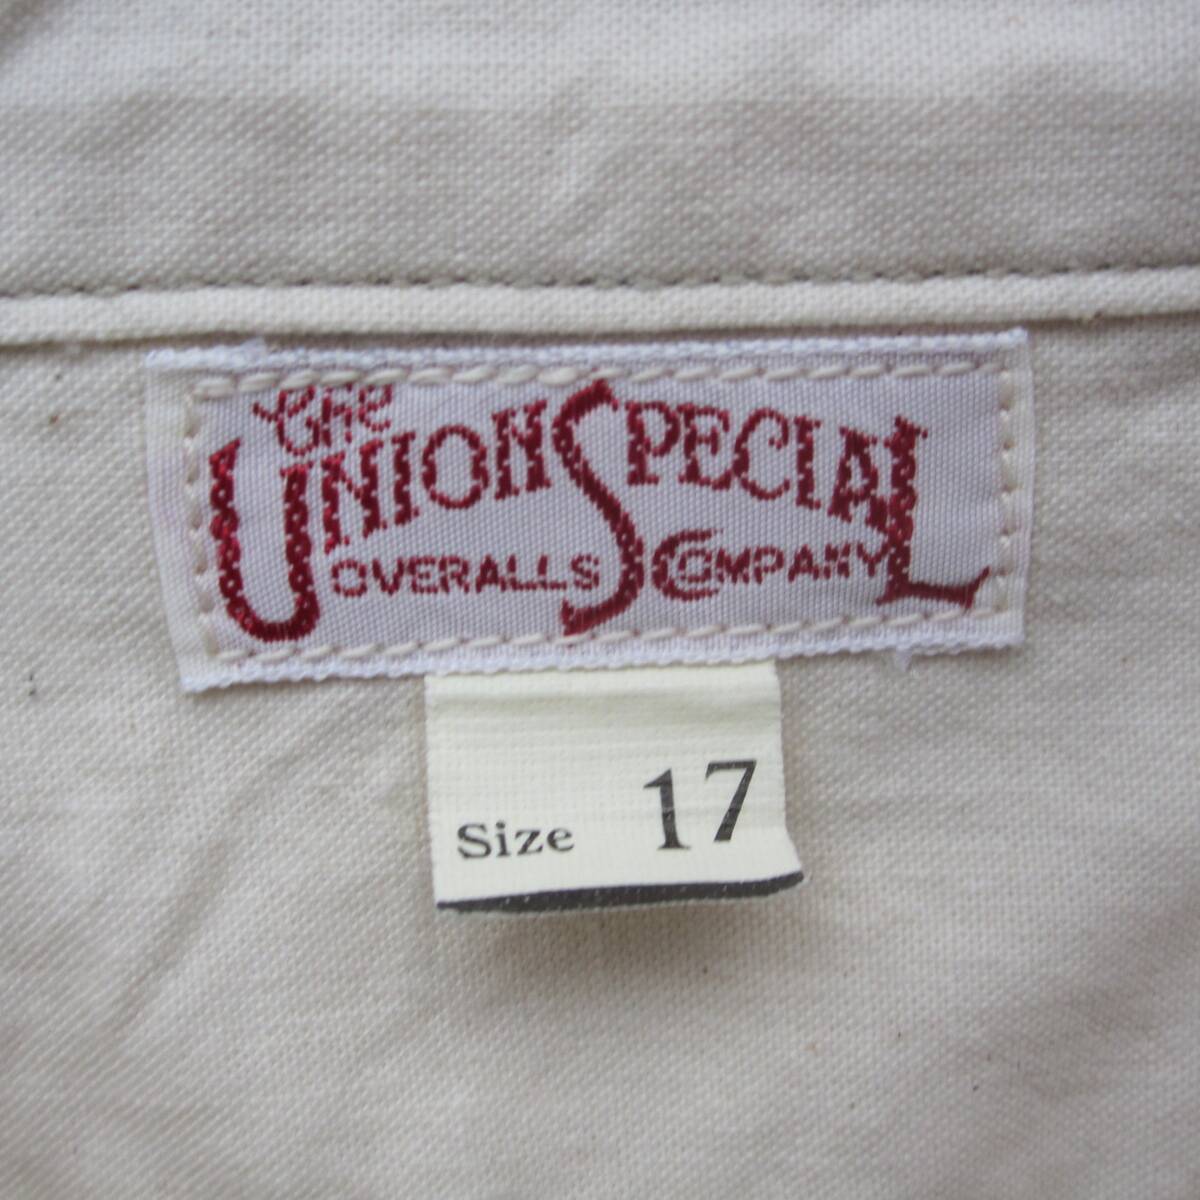 The
UNION SPECIAL
OVERALLS COMPANY
Size 17